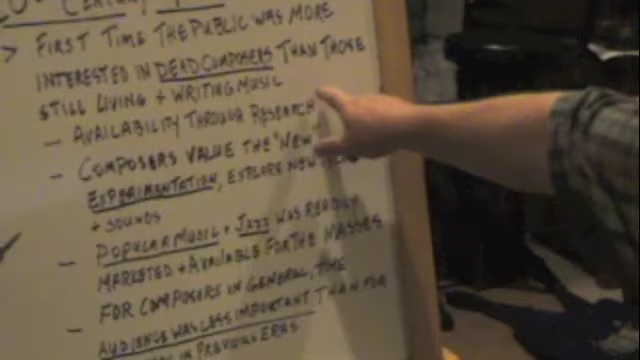 20th Century
> First Time the Public was more
interested in Dead Composers than those
still living + writing music
- Availability through research
- Composers value the "New
Experimentation, explore new
+ sounds
- Popular Music + Jazz was readily
marketed + available for the masses
- For composers in general, the
audience was less important than for
in previous eras